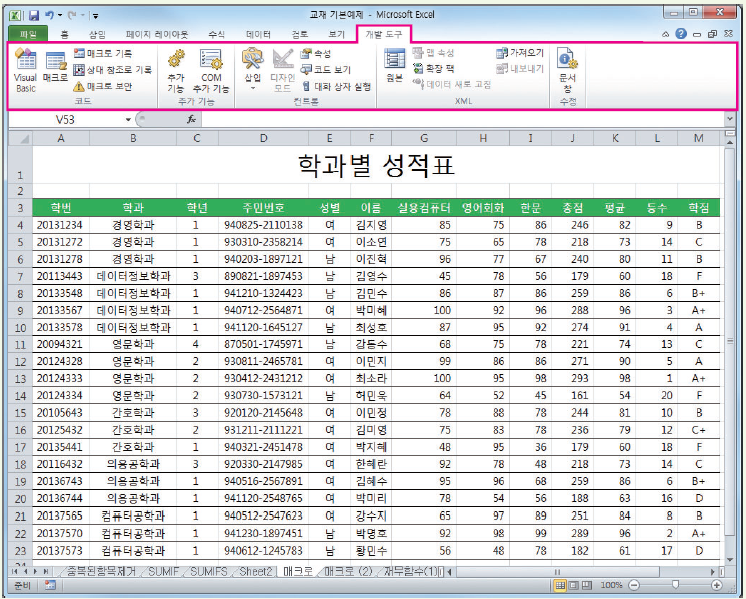 교재 기본예제 - Microsoft Excel
파일 홈 삽입 페이지 레이아웃 수식 데이터 검토 보기 개발 도구
Visual Basic 매크로 매크로 기록 상대 참조로 기록 매크로 보안 추가 기능 COM 추가 기능 삽입 디자인 모드 속성 코드 보기 대화 상자 실행 원본 맵 속성 확장 팩 데이터 새로 고침 가져오기 내보내기 문서 창
코드 추가 기능 컨트롤 XML 수정
V53 fx
A B C D E F G H I J K L M
1 학과별 성적표
2
3 학번 학과 학년 주민번호 성별 이름 실용컴퓨터 영어회화 한문 총점 평균 등수 학점
4 20131234 경영학과 1 940825-2110138 여 김지영 85 75 86 246 82 9 B
5 20131272 경영학과 1 930310-2358214 여 이소연 75 65 78 218 73 14 C
6 20131278 경영학과 1 940203-1897121 남 이진혁 96 77 67 240 80 11 B
7 20113443 데이터정보학과 3 890821-1897453 남 김영수 45 78 56 179 60 18 F
8 20133548 데이터정보학과 1 941210-1324423 남 김민수 86 87 86 259 86 6 B+
9 20133567 데이터정보학과 1 940712-2564871 여 박미혜 100 92 96 288 96 3 A+
10 20133578 데이터정보학과 1 941120-1645127 남 최성호 87 95 92 274 91 4 A
11 20094321 영문학과 4 870501-1745971 남 강동수 68 75 78 221 74 13 C
12 20124328 영문학과 2 930811-2465781 여 이민지 99 86 86 271 90 5 A
13 20124333 영문학과 2 930412-2431212 여 최소라 100 95 98 293 98 1 A+
14 20124334 영문학과 2 930730-1573121 남 허민욱 64 52 45 161 54 20 F
15 20105643 간호학과 3 920120-2145648 여 이민정 78 88 78 244 81 10 B
16 20125432 간호학과 2 931211-2111221 여 김미영 75 83 78 236 79 12 C+
17 20135441 간호학과 1 940321-2451478 여 박지혜 48 95 36 179 60 18 F
18 20116432 의용공학과 3 920330-2147985 여 한혜란 92 78 48 218 73 14 C
19 20136743 의용공학과 1 940516-2567891 여 김혜수 95 96 68 259 86 6 B+
20 20136744 의용공학과 1 941120-2548765 여 박미리 78 54 56 188 63 16 D
21 20137565 컴퓨터공학과 1 940512-2547623 여 강수지 65 97 89 251 84 8 B
22 20137570 컴퓨터공학과 1 941230-1897451 남 박명호 92 98 99 289 96 2 A+
23 20137573 컴퓨터공학과 1 940612-1245783 남 황민수 56 48 78 182 61 17 D
중복된항목제거 SUMIF SUMIFS Sheet2 매크로 매크로 (2) 재무함수(1)
준비 100%